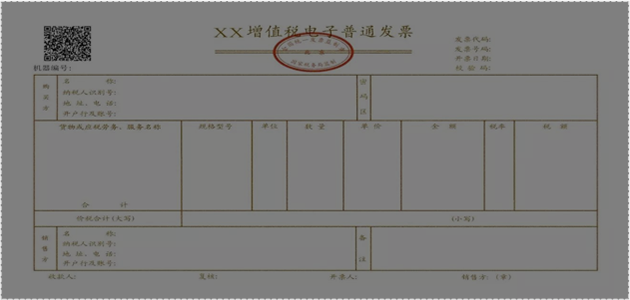 XX增值税电子普通发票
发票代码:
发票号码:
开票日期:
校验码:
机器编号:
购买方
名 称:
纳税人识别号:
地 址、电 话:
开户行及账号:
密码区
货物或应税劳务、服务名称 规格型号 单位 数 量 单 价 金 额 税率 税 额
合 计
价税合计(大写) (小写)
销售方
名 称:
纳税人识别号:
地 址、电 话:
开户行及账号:
备注
收款人: 复核: 开票人: 销售方:(章)